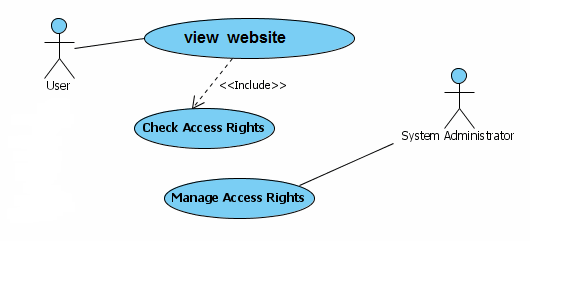 view website
<<Include>>
User
Check Access Rights
System Administrator
Manage Access Rights